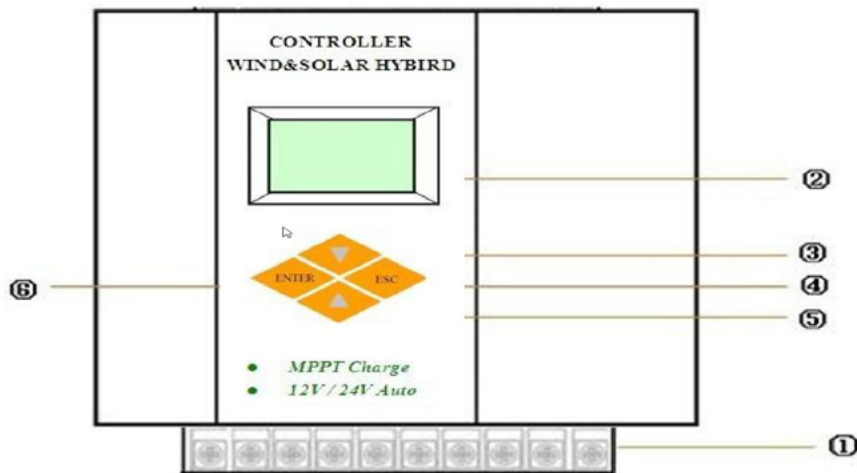 CONTROLLER
WIND&SOLAR HYBIRD
②
③
ENTER ESC
④
⑥
⑤
● MPPT Charge
● 12V / 24V Auto
①